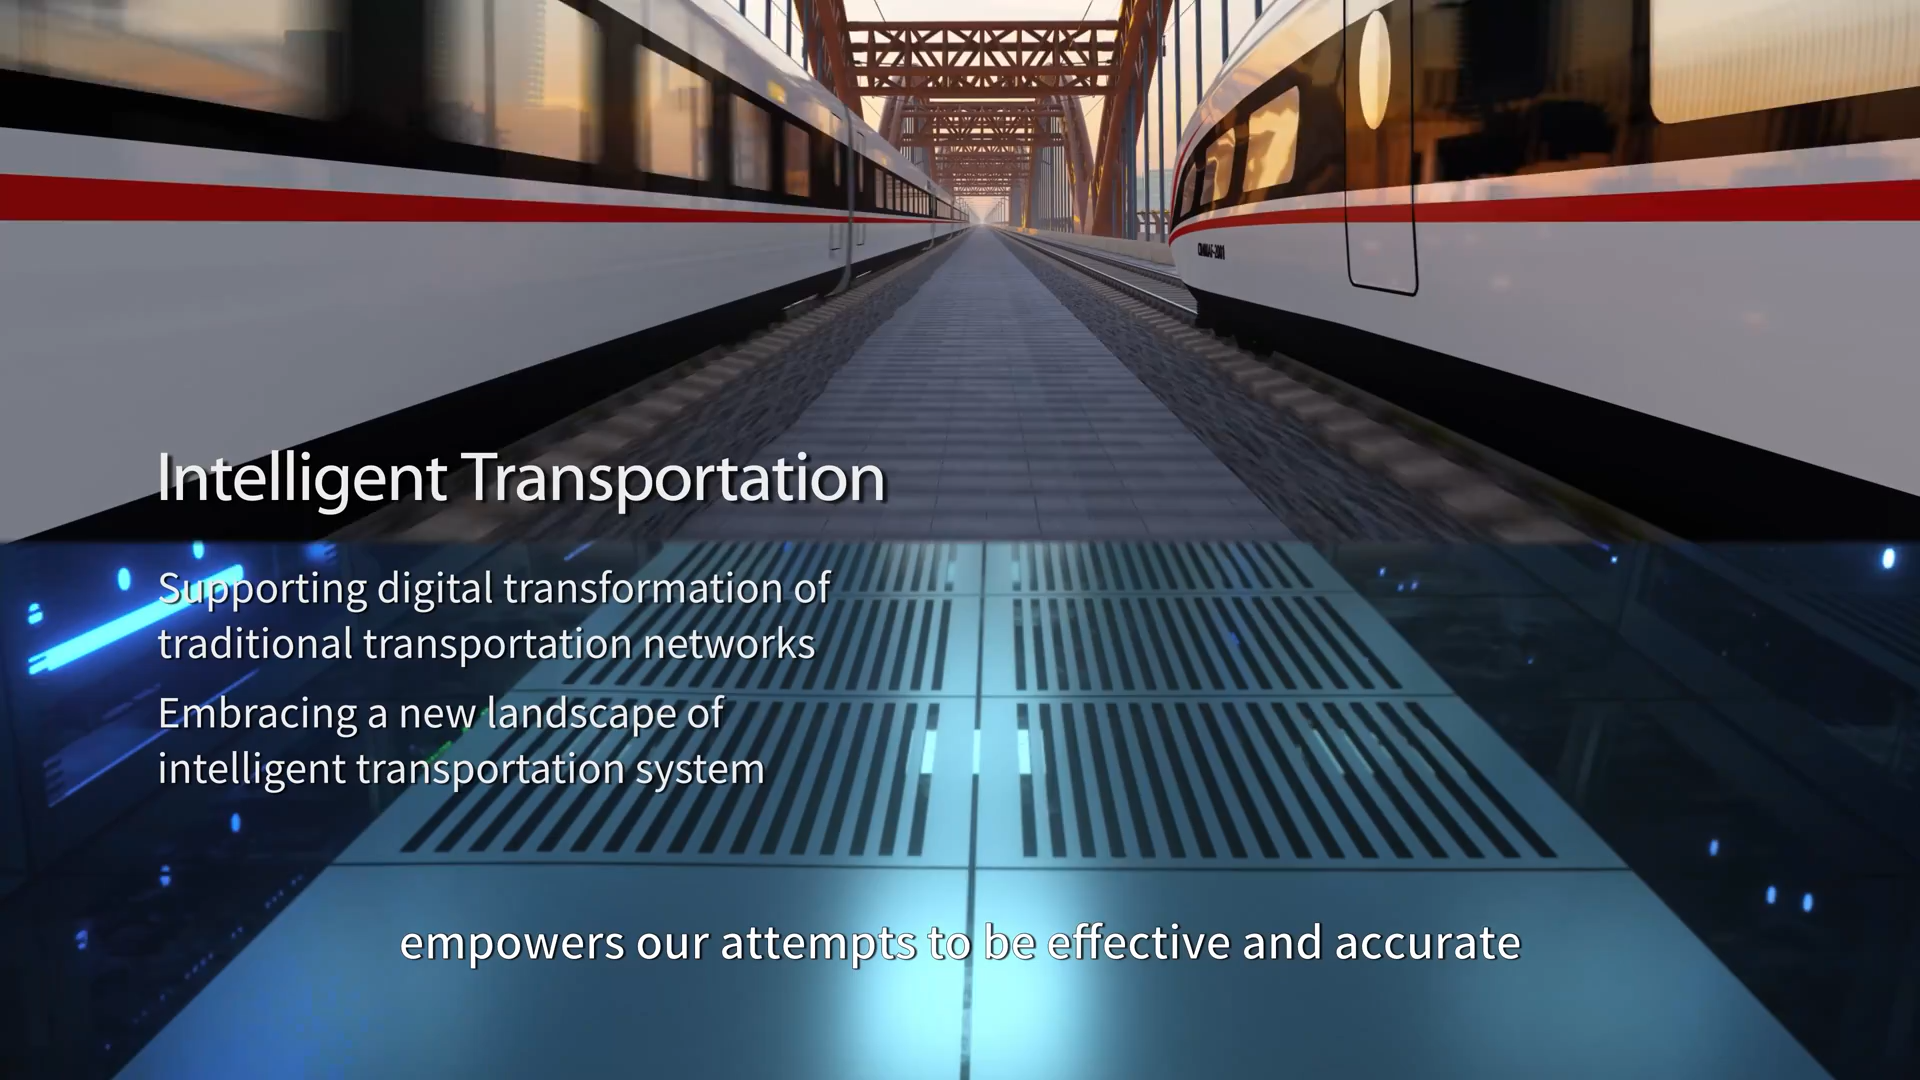 Intelligent Transportation
Supporting digital transformation of
traditional transportation networks
Embracing a new landscape of
intelligent transportation system
empowers our attempts to be effective and accurate